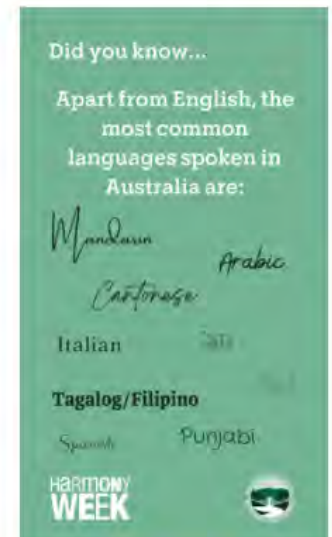 Did you know...
Apart from English, the
most common
languages spoken in
Australia are:
Mandarin
Arabic
Cantonese
Italian
Tagalog/Filipino
Spanish
Punjabi
HARMONY
WEEK